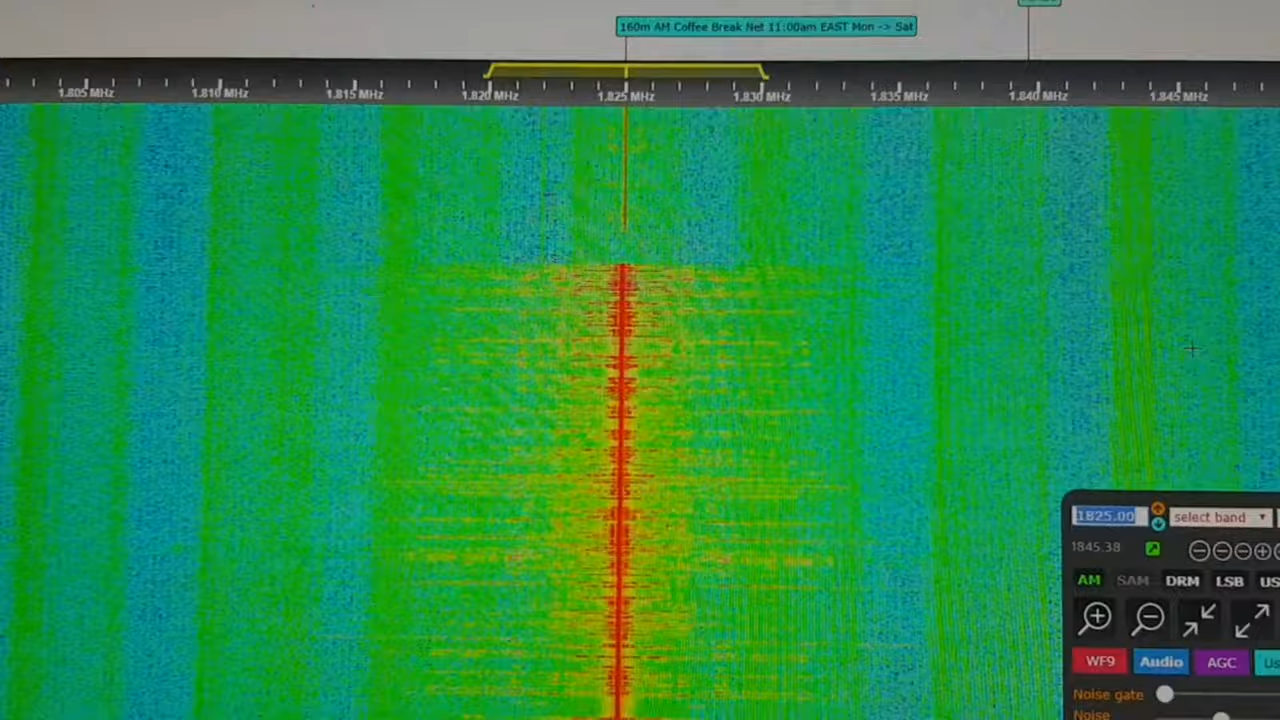 160m AM Coffee Break Net 11:00am EAST Mon -> Sat
1.805 MHz 1.810 MHz 1.815 MHz 1.820 MHz 1.825 MHz 1.830 MHz 1.835 MHz 1.840 MHz 1.845 MHz
1825.00 select band
1845.38
AM SAM DRM LSB US
WF9 Audio AGC Us
Noise gate
Noise